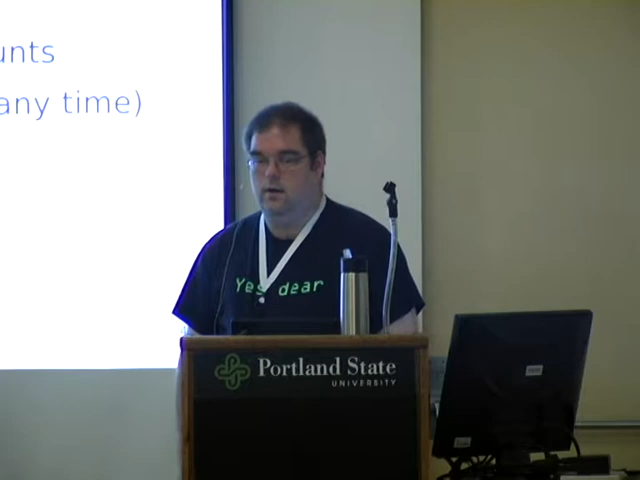 unts
any time)
Yes dear
Portland State
UNIVERSITY